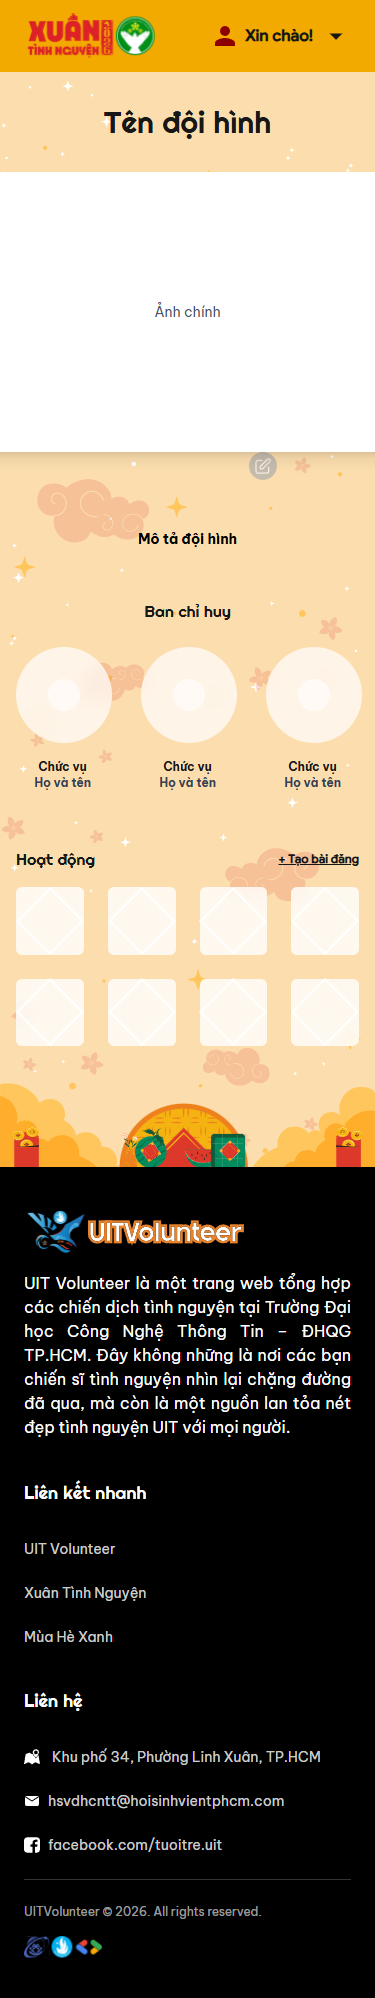 XUÂN
TÌNH NGUYỆN
2026
Xin chào!
Tên đội hình
Ảnh chính
Mô tả đội hình
Ban chỉ huy
Chức vụ
Họ và tên
Chức vụ
Họ và tên
Chức vụ
Họ và tên
Hoạt động
+ Tạo bài đăng
UITVolunteer
UIT Volunteer là một trang web tổng hợp
các chiến dịch tình nguyện tại Trường Đại
học Công Nghệ Thông Tin – ĐHQG
TP.HCM. Đây không những là nơi các bạn
chiến sĩ tình nguyện nhìn lại chặng đường
đã qua, mà còn là một nguồn lan tỏa nét
đẹp tình nguyện UIT với mọi người.
Liên kết nhanh
UIT Volunteer
Xuân Tình Nguyện
Mùa Hè Xanh
Liên hệ
Khu phố 34, Phường Linh Xuân, TP.HCM
hsvdhcntt@hoisinhvientphcm.com
facebook.com/tuoitre.uit
UITVolunteer © 2026. All rights reserved.